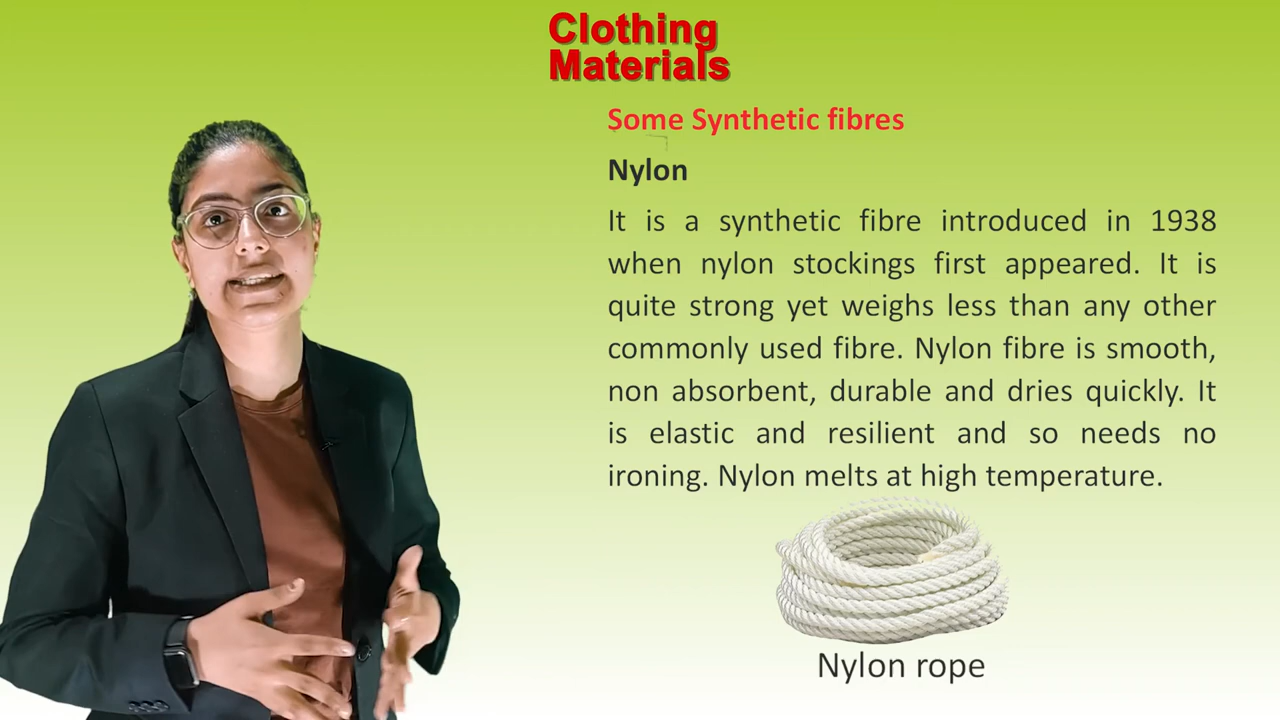 Clothing
Materials
Some Synthetic fibres
Nylon
It is a synthetic fibre introduced in 1938
when nylon stockings first appeared. It is
quite strong yet weighs less than any other
commonly used fibre. Nylon fibre is smooth,
non absorbent, durable and dries quickly. It
is elastic and resilient and so needs no
ironing. Nylon melts at high temperature.
Nylon rope